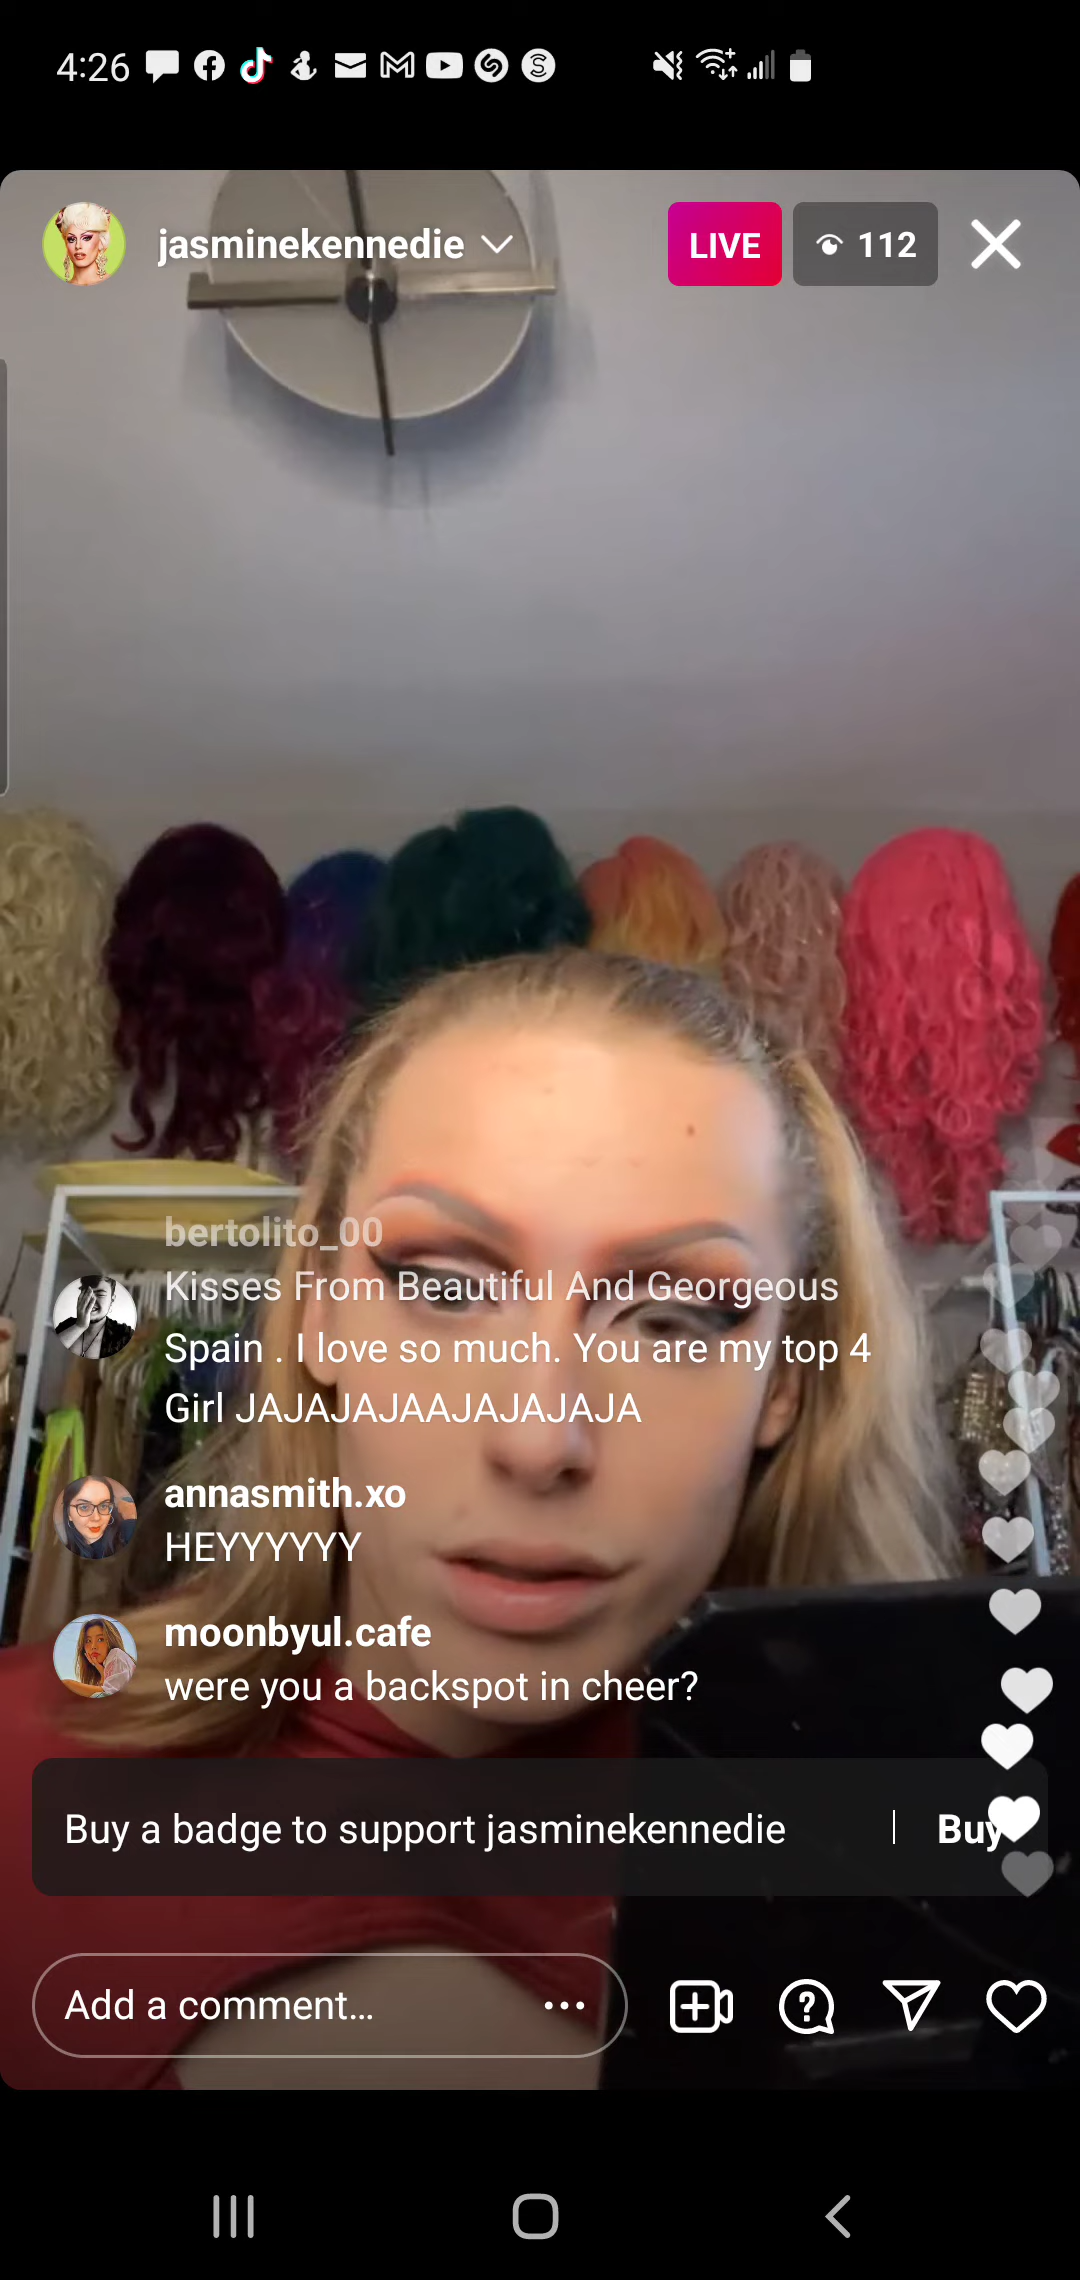 4:26
jasminekennedie
LIVE
112
bertolito_00
Kisses From Beautiful And Georgeous
Spain . I love so much. You are my top 4
Girl JAJAJAJAAJAJAJAJA
annasmith.xo
HEYYYYYY
moonbyul.cafe
were you a backspot in cheer?
Buy a badge to support jasminekennedie | Buy
Add a comment...